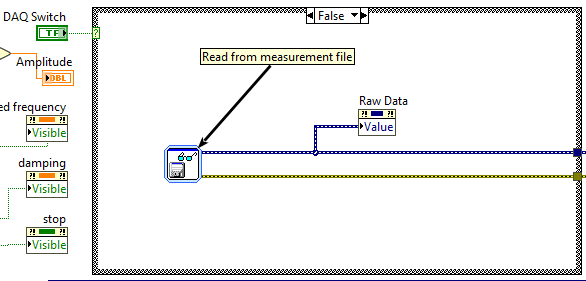 DAQ Switch
TF
?
False
Amplitude
DBL
Read from measurement file
Raw Data
?! ?!
Value
ed frequency
?! ?!
Visible
damping
?! ?!
Visible
stop
?! ?!
Visible